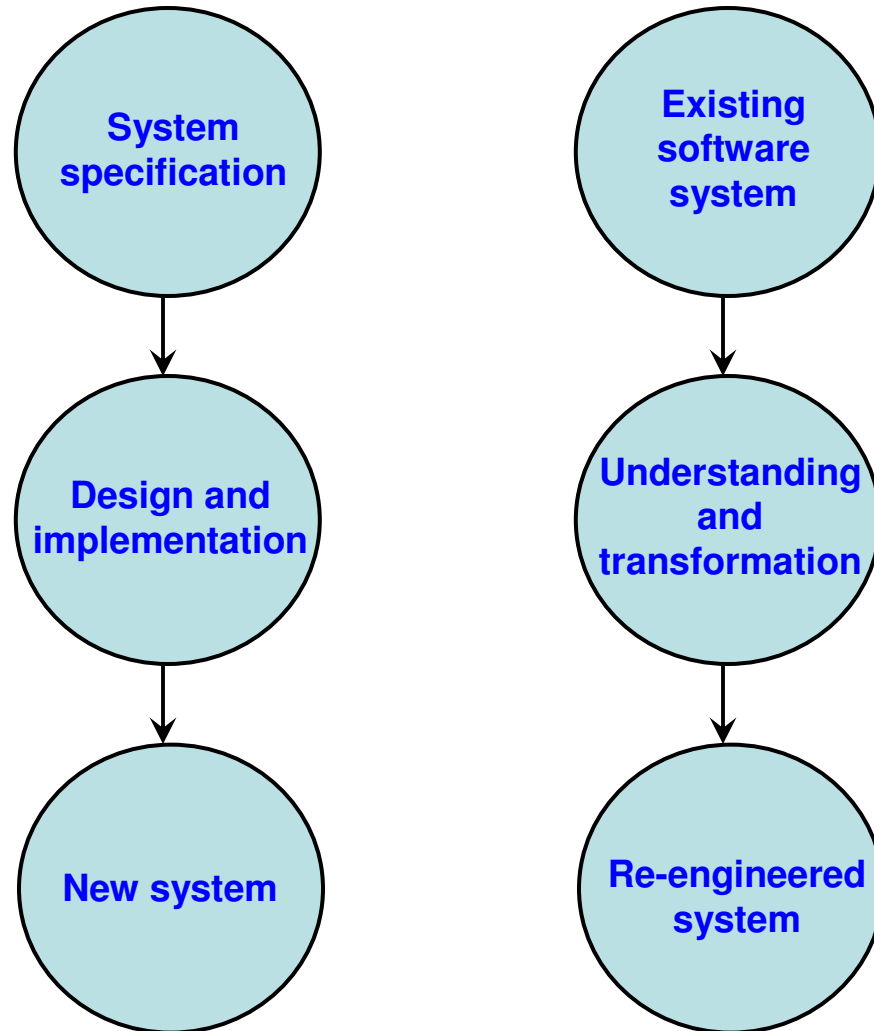 System
specification
Existing
software
system
Design and
implementation
Understanding
and
transformation
New system
Re-engineered
system